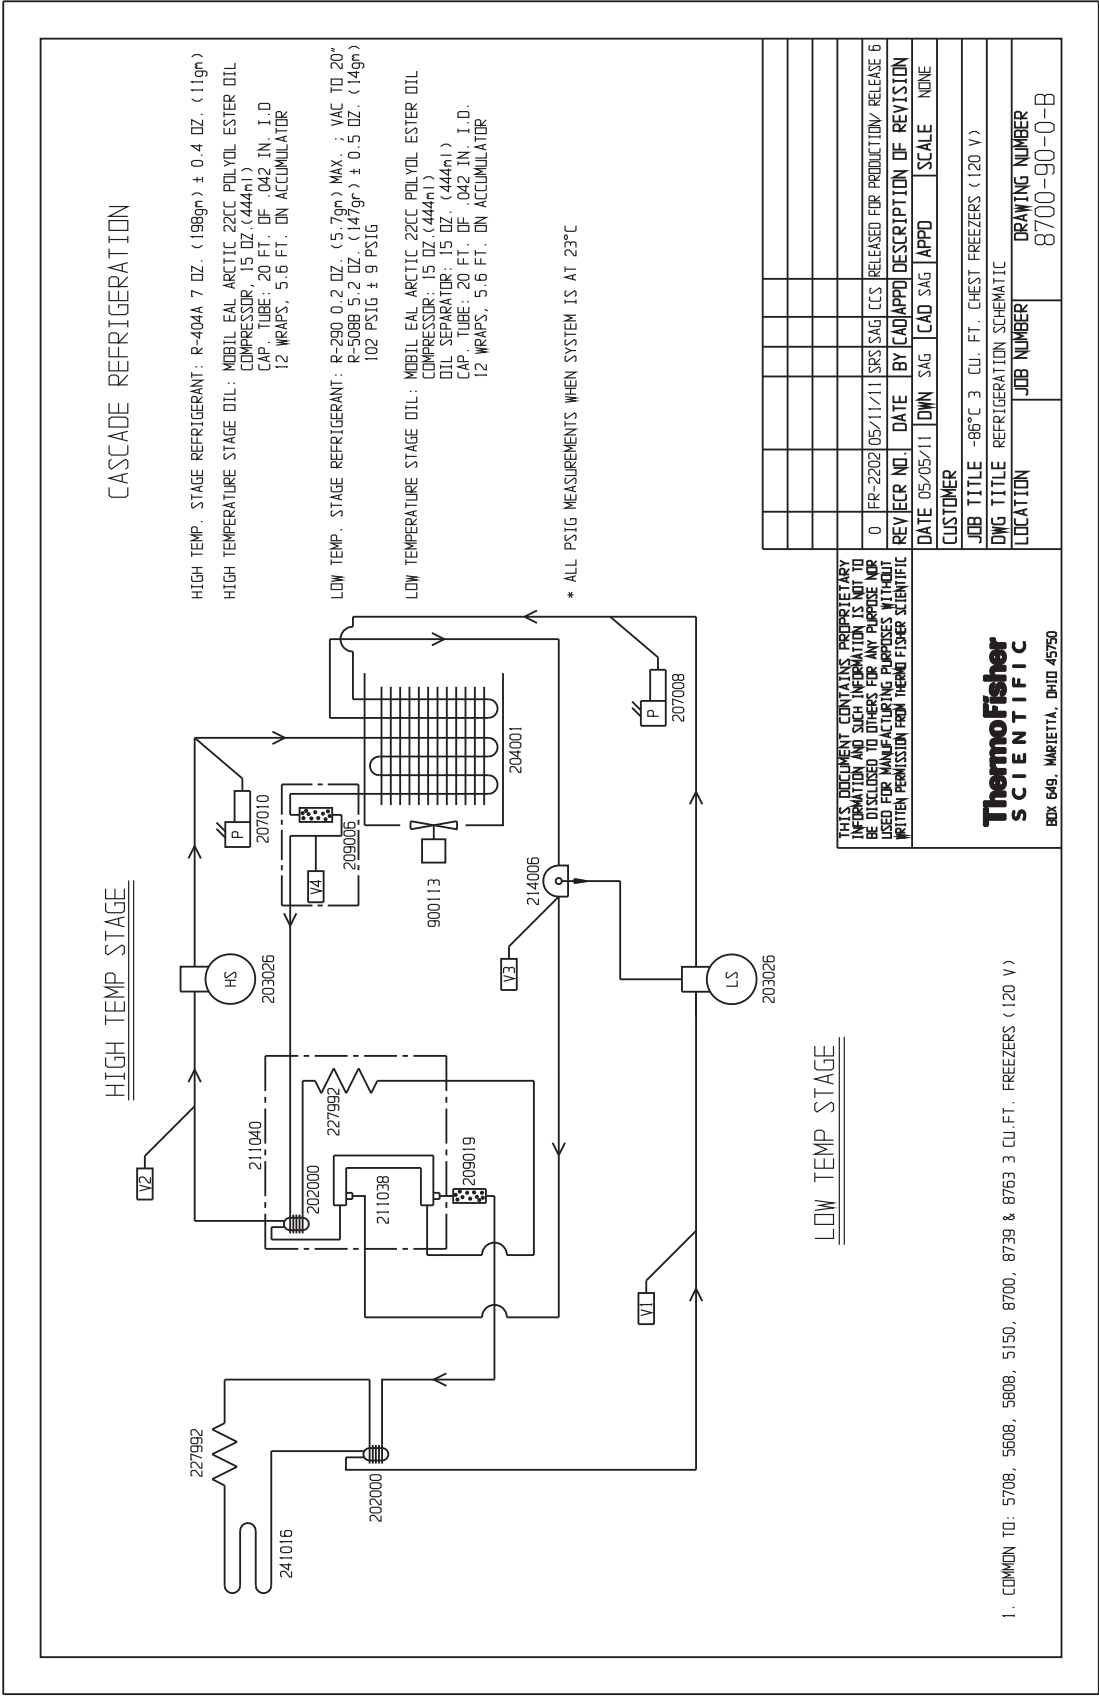 CASCADE REFRIGERATION
HIGH TEMP. STAGE REFRIGERANT: R-404A 7 OZ. (198gm) ± 0.4 OZ. (11gm)
HIGH TEMPERATURE STAGE OIL: MOBIL EAL ARCTIC 22CC POLYOL ESTER OIL
COMPRESSOR, 15 OZ.(444ml)
CAP. TUBE: 20 FT. OF .042 IN. I.D
12 WRAPS, 5.6 FT. ON ACCUMULATOR
LOW TEMP. STAGE REFRIGERANT: R-290 0.2 OZ. (5.7gm) MAX. ; VAC TO 20"
R-508B 5.2 OZ. (147gr) ± 0.5 OZ. (14gm)
102 PSIG ± 9 PSIG
LOW TEMPERATURE STAGE OIL: MOBIL EAL ARCTIC 22CC POLYOL ESTER OIL
COMPRESSOR: 15 OZ.(444ml)
OIL SEPARATOR: 15 OZ. (444ml)
CAP. TUBE: 20 FT. OF .042 IN. I.D.
12 WRAPS, 5.6 FT. ON ACCUMULATOR
* ALL PSIG MEASUREMENTS WHEN SYSTEM IS AT 23°C
HIGH TEMP STAGE
V2
HS
203026
P
207010
209006
V4
900113
204001
P
207008
211040
202000
227992
211038
209019
V3
214006
LS
203026
V1
227992
241016
202000
LOW TEMP STAGE
1. COMMON TO: 5708, 5608, 5808, 5150, 8700, 8739 & 8763 3 CU.FT. FREEZERS (120 V)
THIS DOCUMENT CONTAINS PROPRIETARY
INFORMATION AND SUCH INFORMATION IS NOT TO
BE DISCLOSED TO OTHERS FOR ANY PURPOSE NOR
USED FOR MANUFACTURING PURPOSES WITHOUT
WRITTEN PERMISSION FROM THERMO FISHER SCIENTIFIC
ThermoFisher
SCIENTIFIC
BOX 649, MARIETTA, OHIO 45750
0 FR-2202 05/11/11 SRS SAG CCS RELEASED FOR PRODUCTION/ RELEASE 6
REV ECR NO. DATE BY CAD APPD DESCRIPTION OF REVISION
DATE 05/05/11 DWN SAG CAD SAG APPD SCALE NONE
CUSTOMER
JOB TITLE -86°C 3 CU. FT. CHEST FREEZERS (120 V)
DWG TITLE REFRIGERATION SCHEMATIC
LOCATION JOB NUMBER DRAWING NUMBER
8700-90-0-B